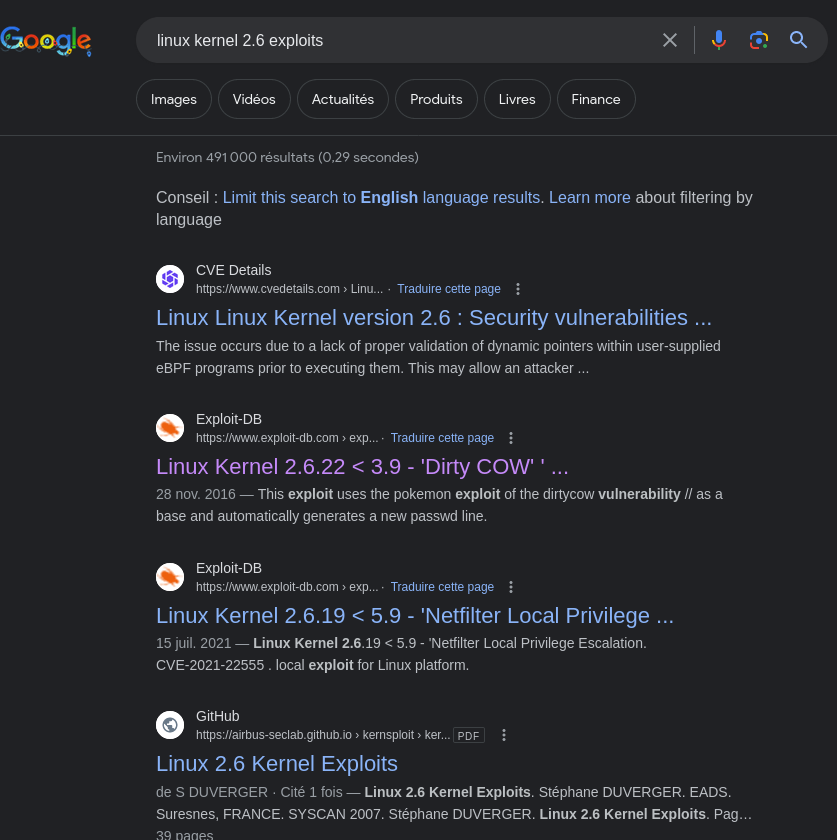 Google
linux kernel 2.6 exploits
Images Vidéos Actualités Produits Livres Finance
Environ 491 000 résultats (0,29 secondes)
Conseil : Limit this search to English language results. Learn more about filtering by
language
CVE Details
https://www.cvedetails.com › Linu... · Traduire cette page
Linux Linux Kernel version 2.6 : Security vulnerabilities ...
The issue occurs due to a lack of proper validation of dynamic pointers within user-supplied
eBPF programs prior to executing them. This may allow an attacker ...
Exploit-DB
https://www.exploit-db.com › exp... · Traduire cette page
Linux Kernel 2.6.22 < 3.9 - 'Dirty COW' ' ...
28 nov. 2016 — This exploit uses the pokemon exploit of the dirtycow vulnerability // as a
base and automatically generates a new passwd line.
Exploit-DB
https://www.exploit-db.com › exp... · Traduire cette page
Linux Kernel 2.6.19 < 5.9 - 'Netfilter Local Privilege ...
15 juil. 2021 — Linux Kernel 2.6.19 < 5.9 - 'Netfilter Local Privilege Escalation.
CVE-2021-22555 . local exploit for Linux platform.
GitHub
https://airbus-seclab.github.io › kernsploit › ker... PDF
Linux 2.6 Kernel Exploits
de S DUVERGER · Cité 1 fois — Linux 2.6 Kernel Exploits. Stéphane DUVERGER. EADS.
Suresnes, FRANCE. SYSCAN 2007. Stéphane DUVERGER. Linux 2.6 Kernel Exploits. Pag…
39 pages